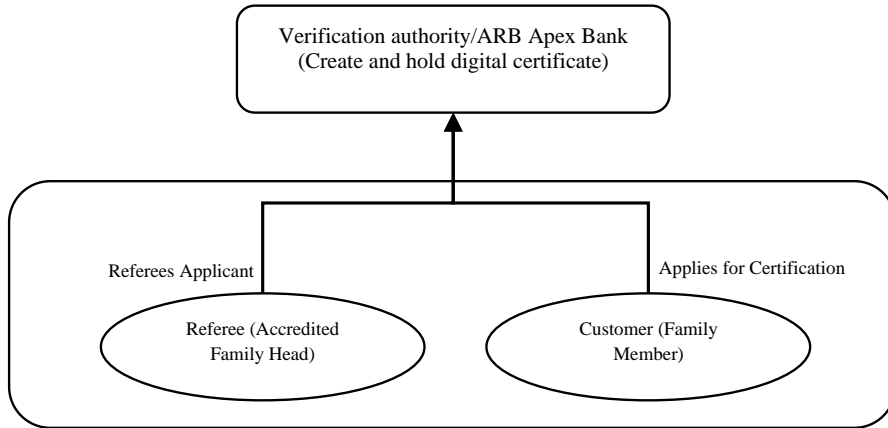 Verification authority/ARB Apex Bank
(Create and hold digital certificate)
Referees Applicant
Applies for Certification
Referee (Accredited
Family Head)
Customer (Family
Member)